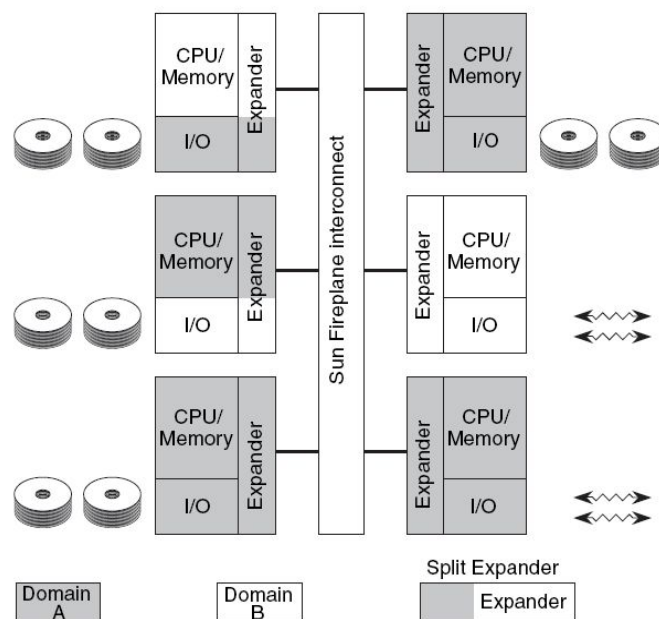 CPU/
Memory
I/O
Expander
Sun Fireplane interconnect
Expander
CPU/
Memory
I/O
CPU/
Memory
I/O
Expander
Expander
CPU/
Memory
I/O
CPU/
Memory
I/O
Expander
Expander
CPU/
Memory
I/O
Domain
A
Domain
B
Split Expander
Expander